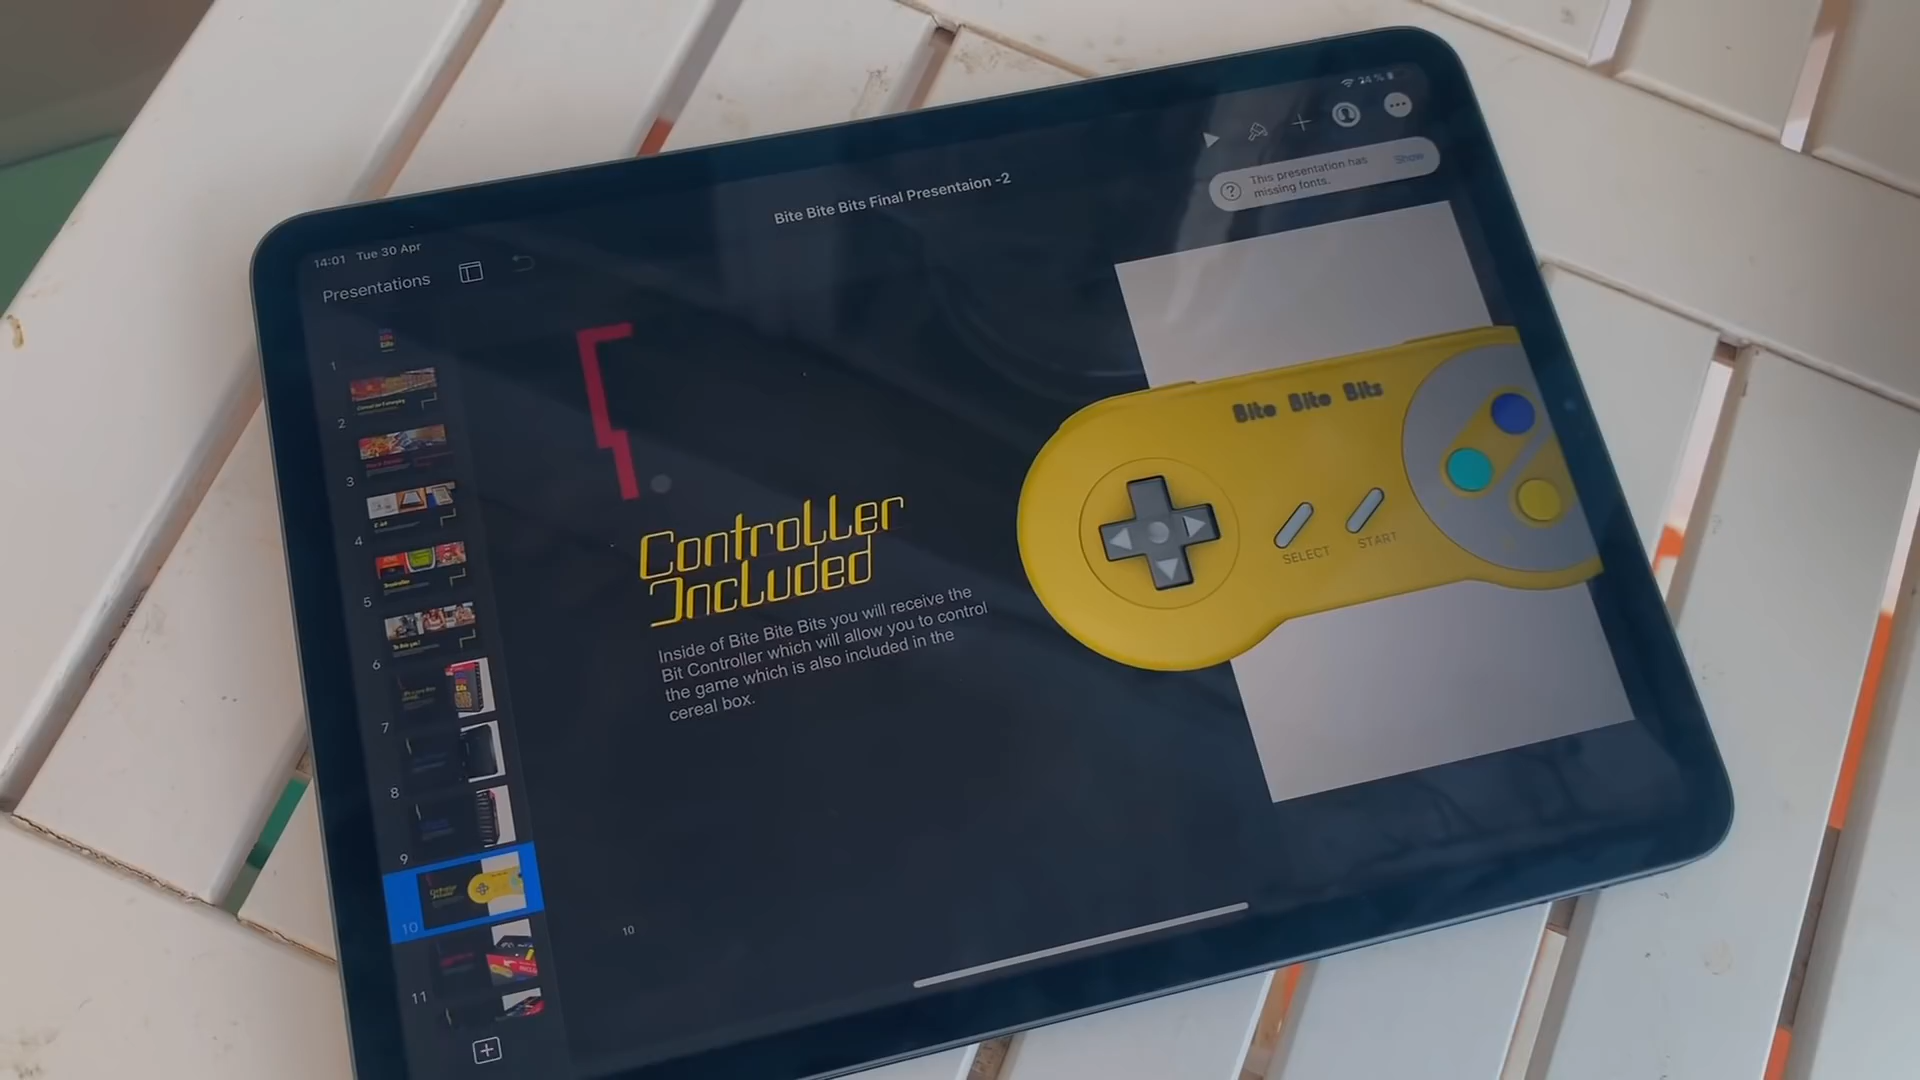 14:01 Tue 30 Apr
24 %
Presentations
Bite Bite Bits Final Presentaion -2
This presentation has
missing fonts.
Show
Controller
Included
Inside of Bite Bite Bits you will receive the
Bit Controller which will allow you to control
the game which is also included in the
cereal box.
Bite Bite Bits
SELECT
START
10
1
2
3
4
5
6
7
8
9
10
11